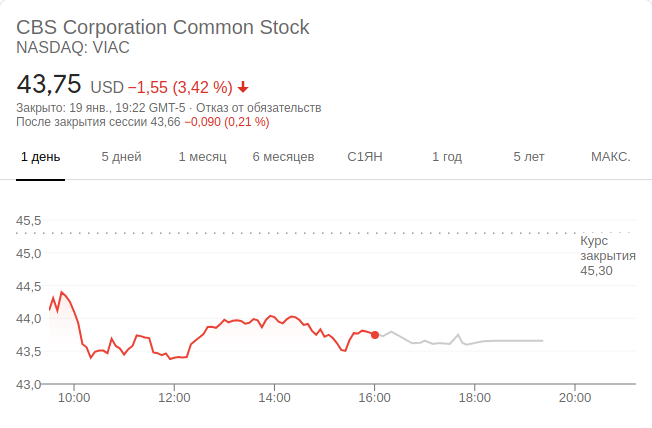 CBS Corporation Common Stock
NASDAQ: VIAC
43,75 USD −1,55 (3,42 %)
Закрыто: 19 янв., 19:22 GMT-5 · Отказ от обязательств
После закрытия сессии 43,66 −0,090 (0,21 %)
1 день 5 дней 1 месяц 6 месяцев С1ЯН 1 год 5 лет МАКС.
45,5
Курс
закрытия
45,30
45,0
44,5
44,0
43,5
43,0
10:00 12:00 14:00 16:00 18:00 20:00